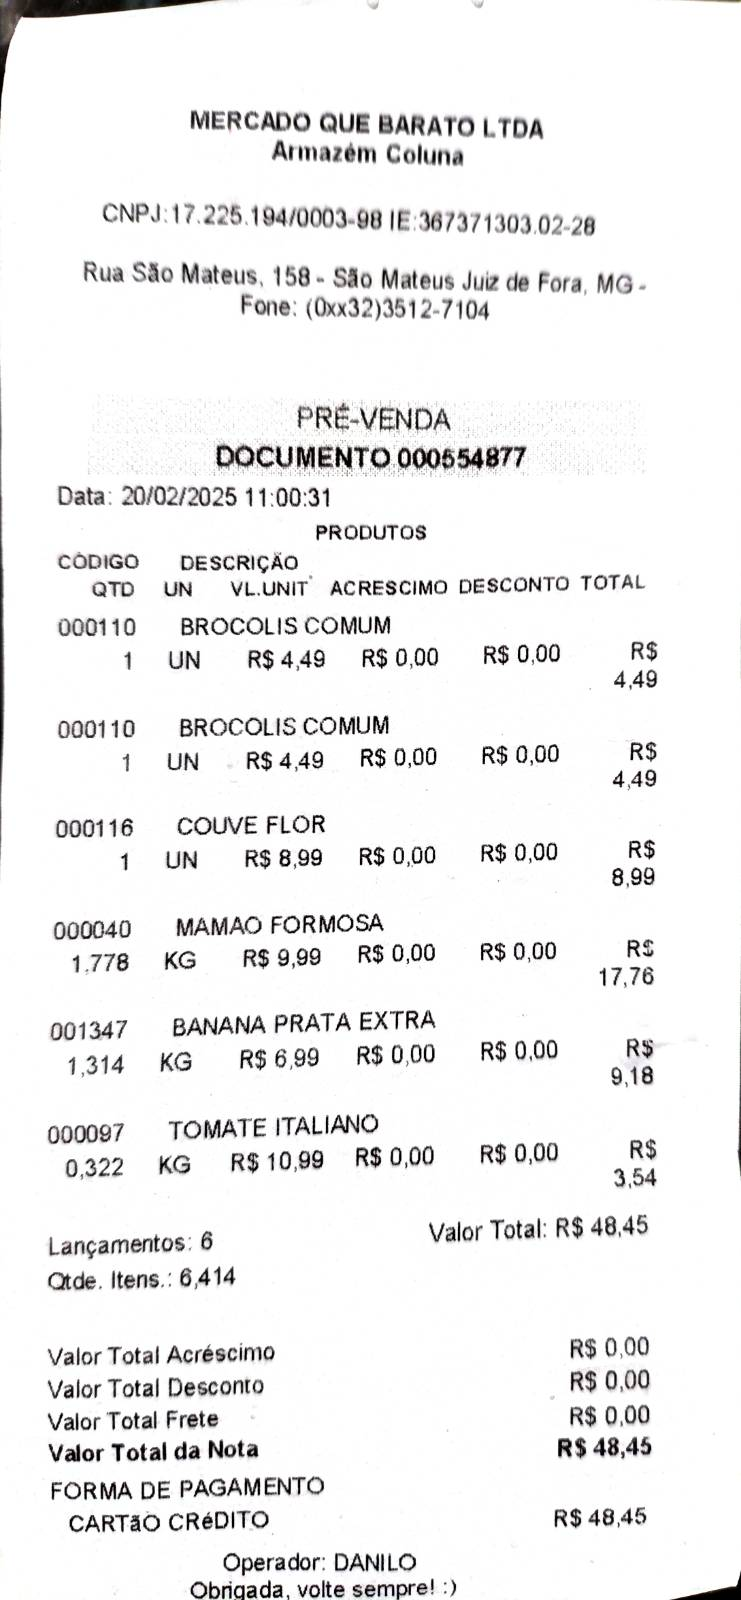 MERCADO QUE BARATO LTDA
Armazém Coluna
CNPJ:17.225.194/0003-98 IE:367371303.02-28
Rua São Mateus, 158 - São Mateus Juiz de Fora, MG -
Fone: (0xx32)3512-7104
PRÉ-VENDA
DOCUMENTO 000554877
Data: 20/02/2025 11:00:31
PRODUTOS
CÓDIGO DESCRIÇÃO
QTD UN VL.UNIT ACRESCIMO DESCONTO TOTAL
000110 BROCOLIS COMUM
1 UN R$ 4,49 R$ 0,00 R$ 0,00 R$
4,49
000110 BROCOLIS COMUM
1 UN R$ 4,49 R$ 0,00 R$ 0,00 R$
4,49
000116 COUVE FLOR
1 UN R$ 8,99 R$ 0,00 R$ 0,00 R$
8,99
000040 MAMAO FORMOSA
1,778 KG R$ 9,99 R$ 0,00 R$ 0,00 R$
17,76
001347 BANANA PRATA EXTRA
1,314 KG R$ 6,99 R$ 0,00 R$ 0,00 R$
9,18
000097 TOMATE ITALIANO
0,322 KG R$ 10,99 R$ 0,00 R$ 0,00 R$
3,54
Lançamentos: 6 Valor Total: R$ 48,45
Qtde. Itens.: 6,414
Valor Total Acréscimo R$ 0,00
Valor Total Desconto R$ 0,00
Valor Total Frete R$ 0,00
Valor Total da Nota R$ 48,45
FORMA DE PAGAMENTO
CARTãO CRéDITO R$ 48,45
Operador: DANILO
Obrigada, volte sempre! :)